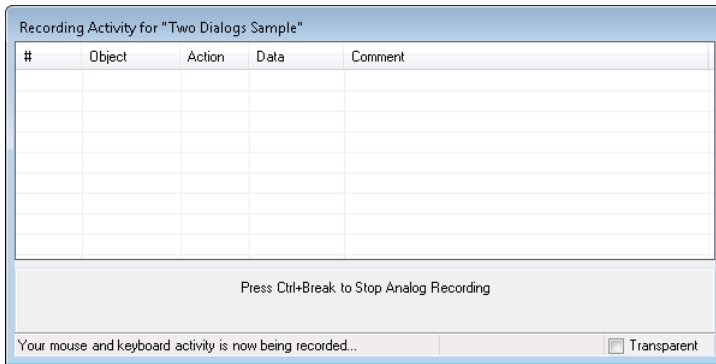 Recording Activity for "Two Dialogs Sample"
# Object Action Data Comment
Press Ctrl+Break to Stop Analog Recording
Your mouse and keyboard activity is now being recorded... Transparent